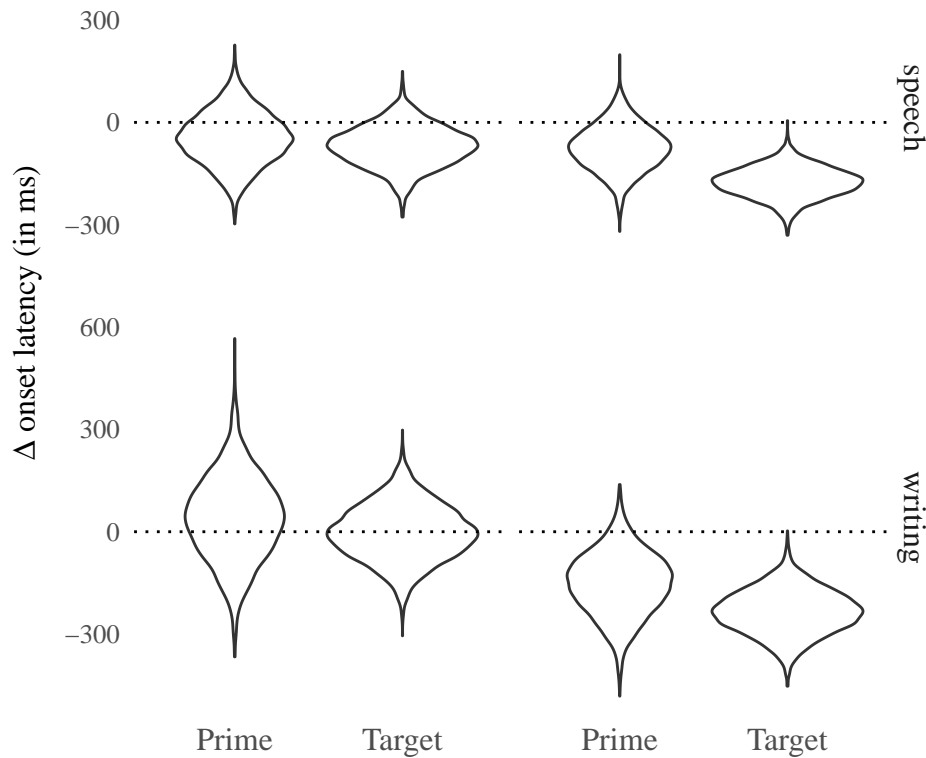 300
0
–300
speech
600
300
0
–300
writing
Δ onset latency (in ms)
Prime Target Prime Target